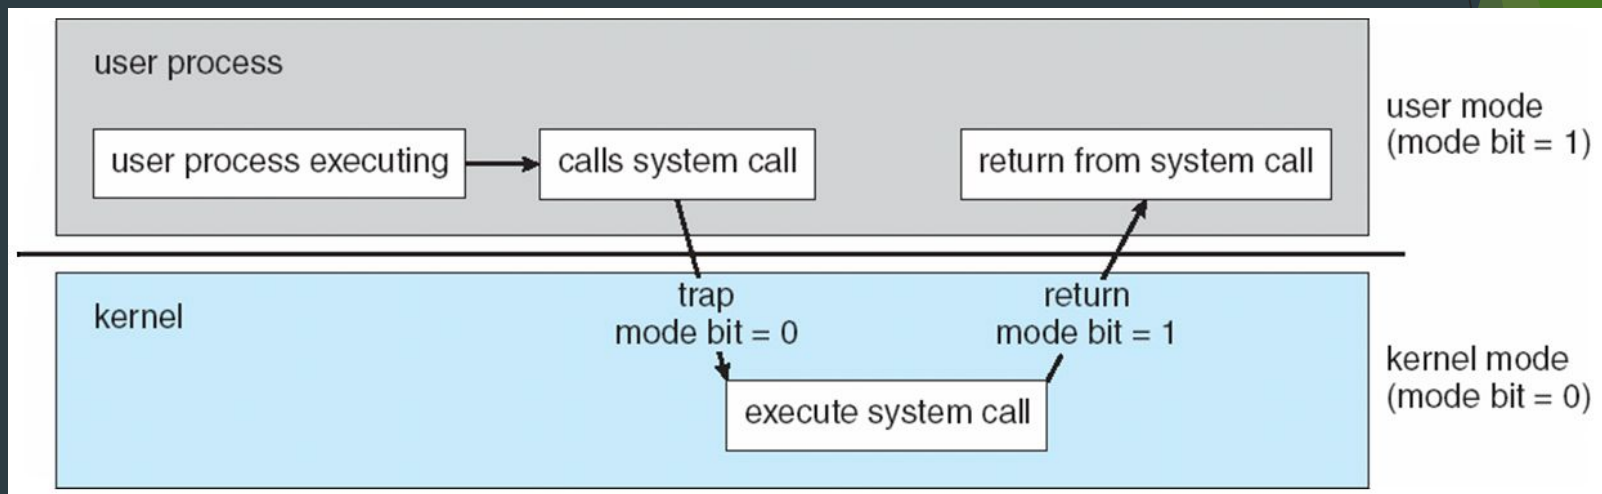 user process
user process executing
calls system call
return from system call
user mode
(mode bit = 1)
kernel
trap
mode bit = 0
return
mode bit = 1
execute system call
kernel mode
(mode bit = 0)